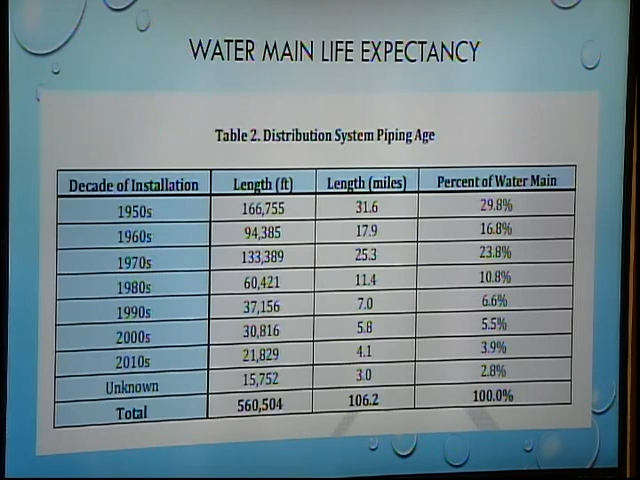 WATER MAIN LIFE EXPECTANCY
Table 2. Distribution System Piping Age
Decade of Installation Length (ft) Length (miles) Percent of Water Main
1950s 166,755 31.6 29.8%
1960s 94,385 17.9 16.8%
1970s 133,389 25.3 23.8%
1980s 60,421 11.4 10.8%
1990s 37,156 7.0 6.6%
2000s 30,816 5.8 5.5%
2010s 21,829 4.1 3.9%
Unknown 15,752 3.0 2.8%
Total 560,504 106.2 100.0%